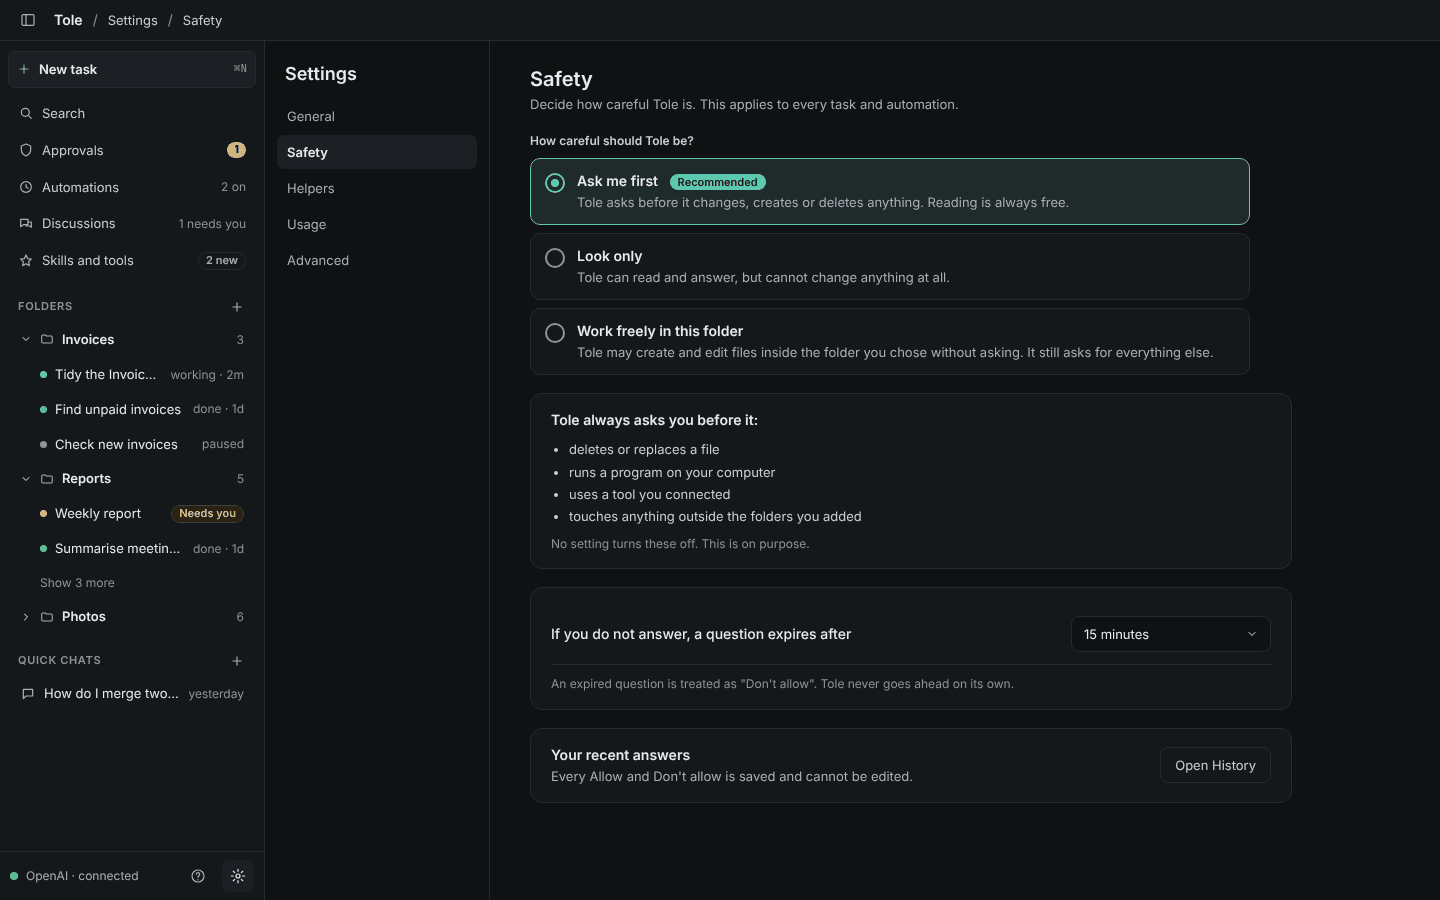 Tole / Settings / Safety
New task ⌘N
Search
Approvals 1
Automations 2 on
Discussions 1 needs you
Skills and tools 2 new
FOLDERS
Invoices 3
Tidy the Invoic... working · 2m
Find unpaid invoices done · 1d
Check new invoices paused
Reports 5
Weekly report Needs you
Summarise meetin... done · 1d
Show 3 more
Photos 6
QUICK CHATS
How do I merge two... yesterday
OpenAI · connected
Settings
General
Safety
Helpers
Usage
Advanced
Safety
Decide how careful Tole is. This applies to every task and automation.
How careful should Tole be?
Ask me first Recommended
Tole asks before it changes, creates or deletes anything. Reading is always free.
Look only
Tole can read and answer, but cannot change anything at all.
Work freely in this folder
Tole may create and edit files inside the folder you chose without asking. It still asks for everything else.
Tole always asks you before it:
• deletes or replaces a file
• runs a program on your computer
• uses a tool you connected
• touches anything outside the folders you added
No setting turns these off. This is on purpose.
If you do not answer, a question expires after 15 minutes
An expired question is treated as "Don't allow". Tole never goes ahead on its own.
Your recent answers
Every Allow and Don't allow is saved and cannot be edited.
Open History